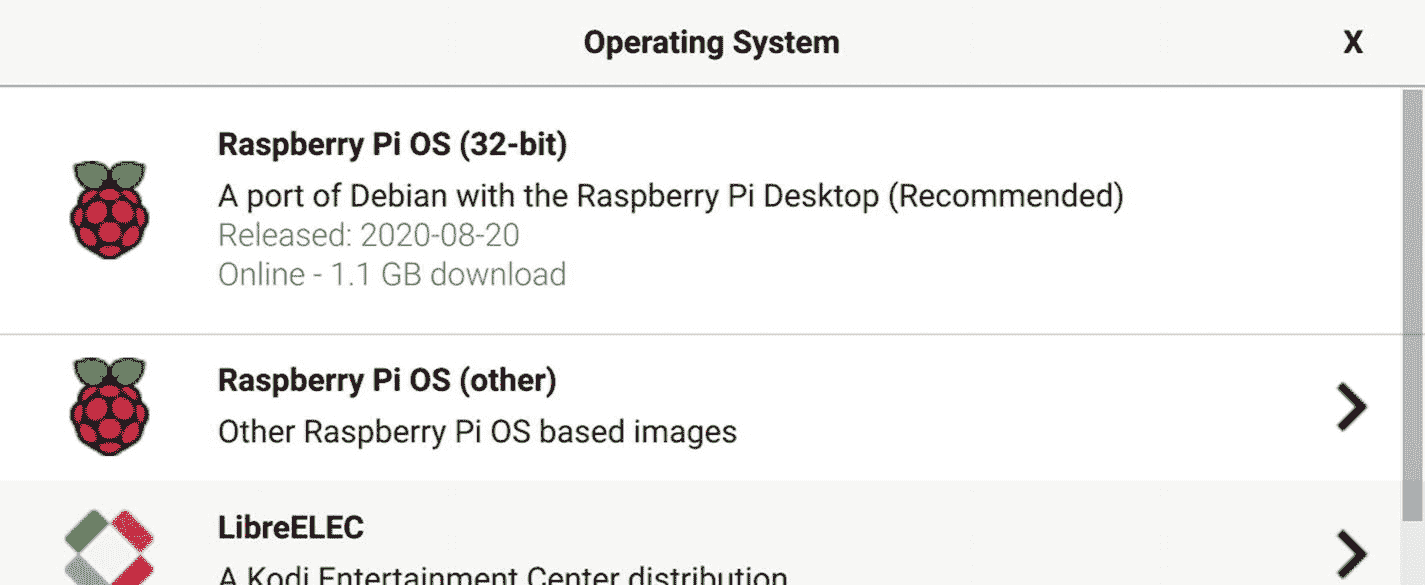 Operating System
X
Raspberry Pi OS (32-bit)
A port of Debian with the Raspberry Pi Desktop (Recommended)
Released: 2020-08-20
Online - 1.1 GB download
Raspberry Pi OS (other)
Other Raspberry Pi OS based images
LibreELEC
A Kodi Entertainment Center distribution